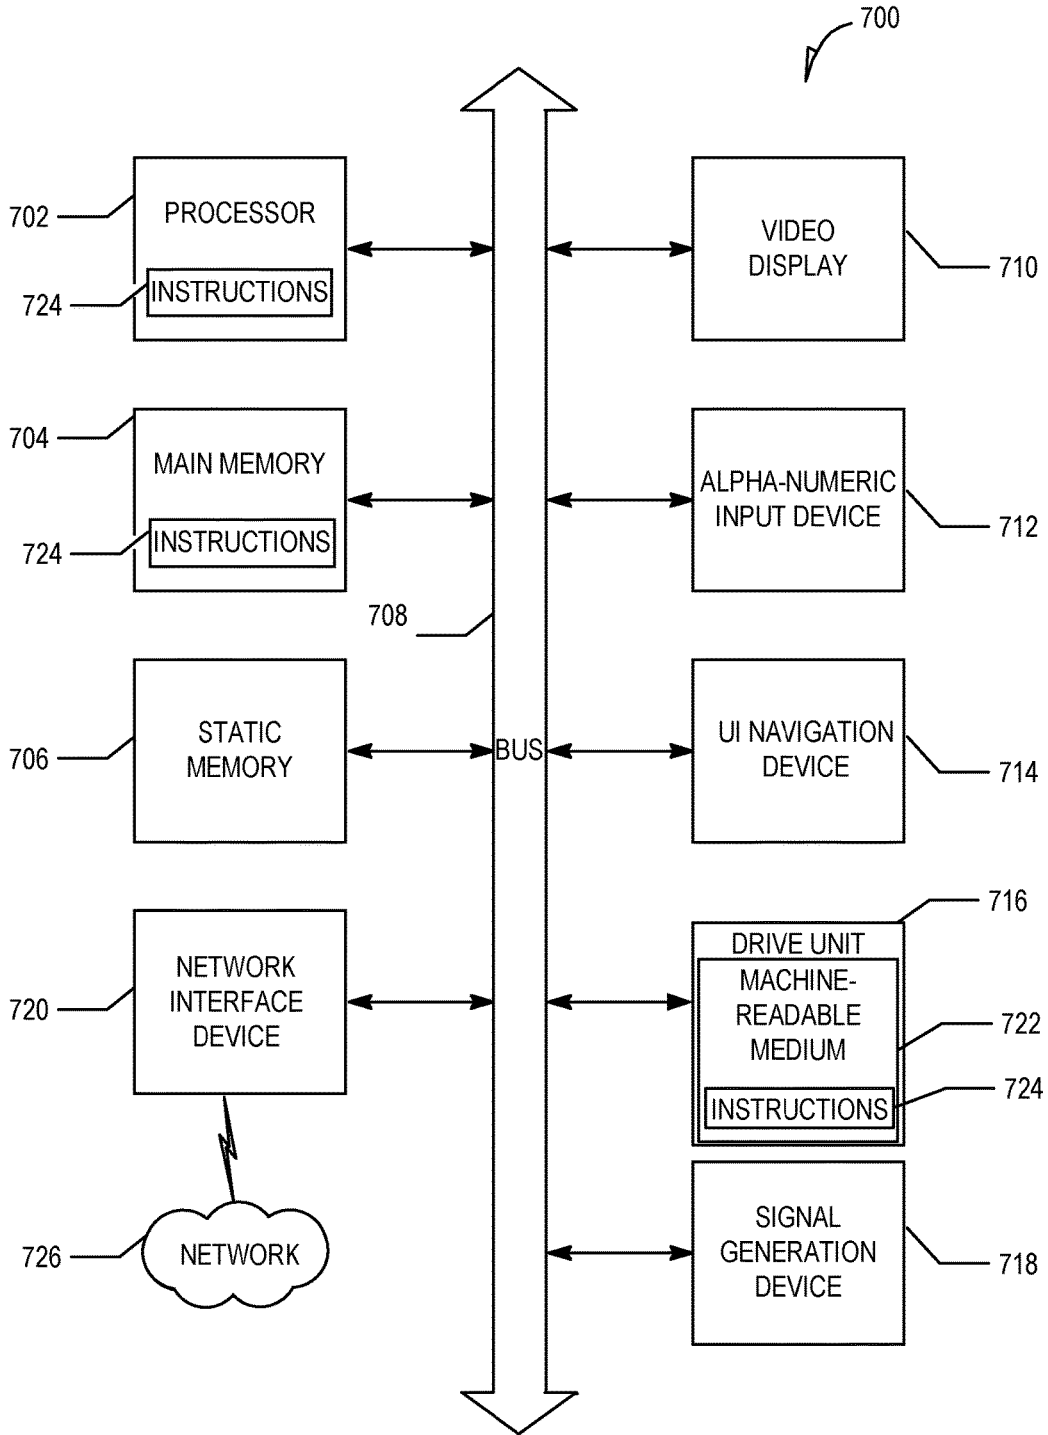 700
702
PROCESSOR
724
INSTRUCTIONS
VIDEO
DISPLAY
710
704
MAIN MEMORY
724
INSTRUCTIONS
ALPHA-NUMERIC
INPUT DEVICE
712
708
706
STATIC
MEMORY
BUS
UI NAVIGATION
DEVICE
714
720
NETWORK
INTERFACE
DEVICE
716
DRIVE UNIT
MACHINE-
READABLE
MEDIUM
722
INSTRUCTIONS
724
726
NETWORK
SIGNAL
GENERATION
DEVICE
718